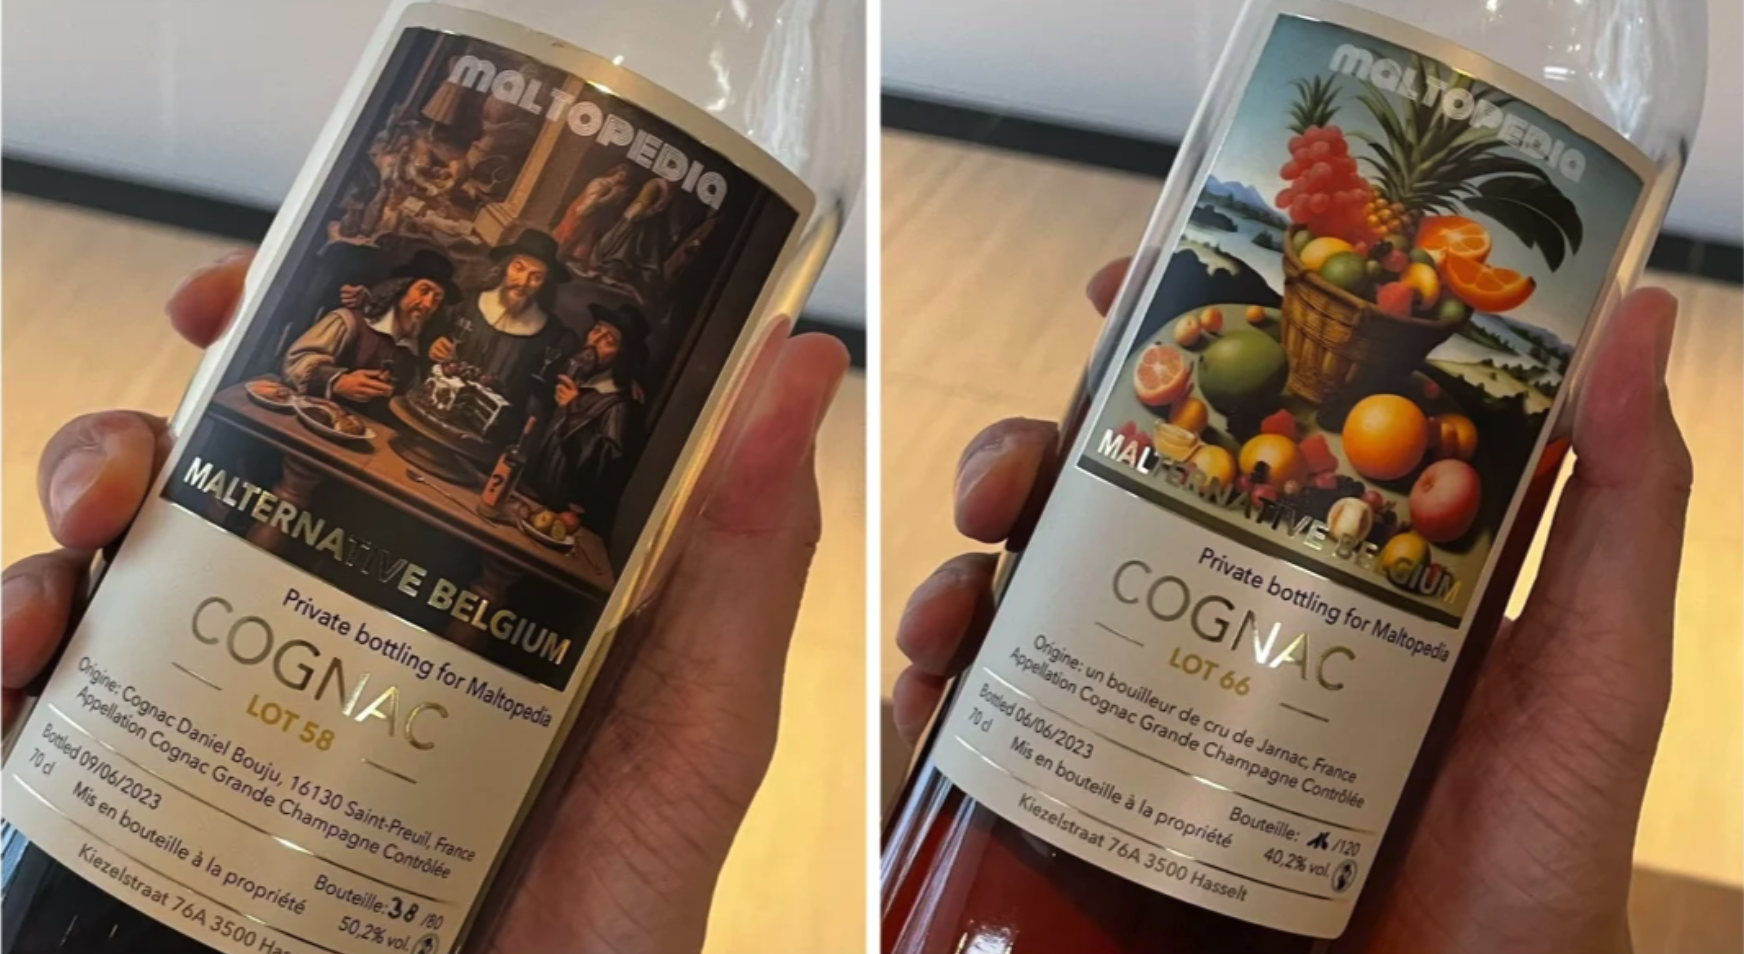 MALTOPEDIA
?
MALTERNATIVE BELGIUM
Private bottling for Maltopedia
COGNAC
LOT 58
Origine: Cognac Daniel Bouju, 16130 Saint-Preuil, France
Appellation Cognac Grande Champagne Contrôlée
Bottled 09/06/2023
Bouteille: 38 /80
70 cl
Mis en bouteille à la propriété
50,2% vol.
Kiezelstraat 76A 3500 Ha
MALTOPEDIA
MALTERNATIVE BELGIUM
Private bottling for Maltopedia
COGNAC
LOT 66
Origine: un bouilleur de cru de Jarnac, France
Appellation Cognac Grande Champagne Contrôlée
Bottled 06/06/2023
Bouteille: 16 /120
70 cl
Mis en bouteille à la propriété
40,2% vol.
Kiezelstraat 76A 3500 Hasselt